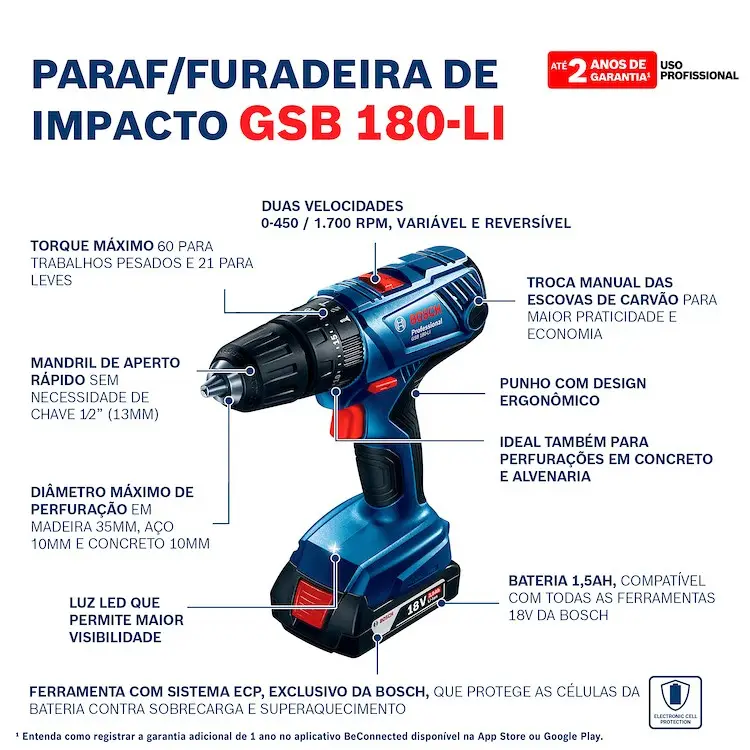 PARAF/FURADEIRA DE
IMPACTO GSB 180-LI
ATÉ 2 ANOS DE
GARANTIA¹
USO
PROFISSIONAL
DUAS VELOCIDADES
0-450 / 1.700 RPM, VARIÁVEL E REVERSÍVEL
TORQUE MÁXIMO 60 PARA
TRABALHOS PESADOS E 21 PARA
LEVES
TROCA MANUAL DAS
ESCOVAS DE CARVÃO PARA
MAIOR PRATICIDADE E
ECONOMIA
BOSCH
Professional
GSB 180-LI
MANDRIL DE APERTO
RÁPIDO SEM
NECESSIDADE DE
CHAVE 1⁄2” (13MM)
PUNHO COM DESIGN
ERGONÔMICO
IDEAL TAMBÉM PARA
PERFURAÇÕES EM CONCRETO
E ALVENARIA
DIÂMETRO MÁXIMO DE
PERFURAÇÃO EM
MADEIRA 35MM, AÇO
10MM E CONCRETO 10MM
BATERIA 1,5AH, COMPATÍVEL
COM TODAS AS FERRAMENTAS
18V DA BOSCH
LUZ LED QUE
PERMITE MAIOR
VISIBILIDADE
BOSCH
18V
FERRAMENTA COM SISTEMA ECP, EXCLUSIVO DA BOSCH, QUE PROTEGE AS CÉLULAS DA
BATERIA CONTRA SOBRECARGA E SUPERAQUECIMENTO
ELECTRONIC CELL
PROTECTION
¹ Entenda como registrar a garantia adicional de 1 ano no aplicativo BeConnected disponível na App Store ou Google Play.